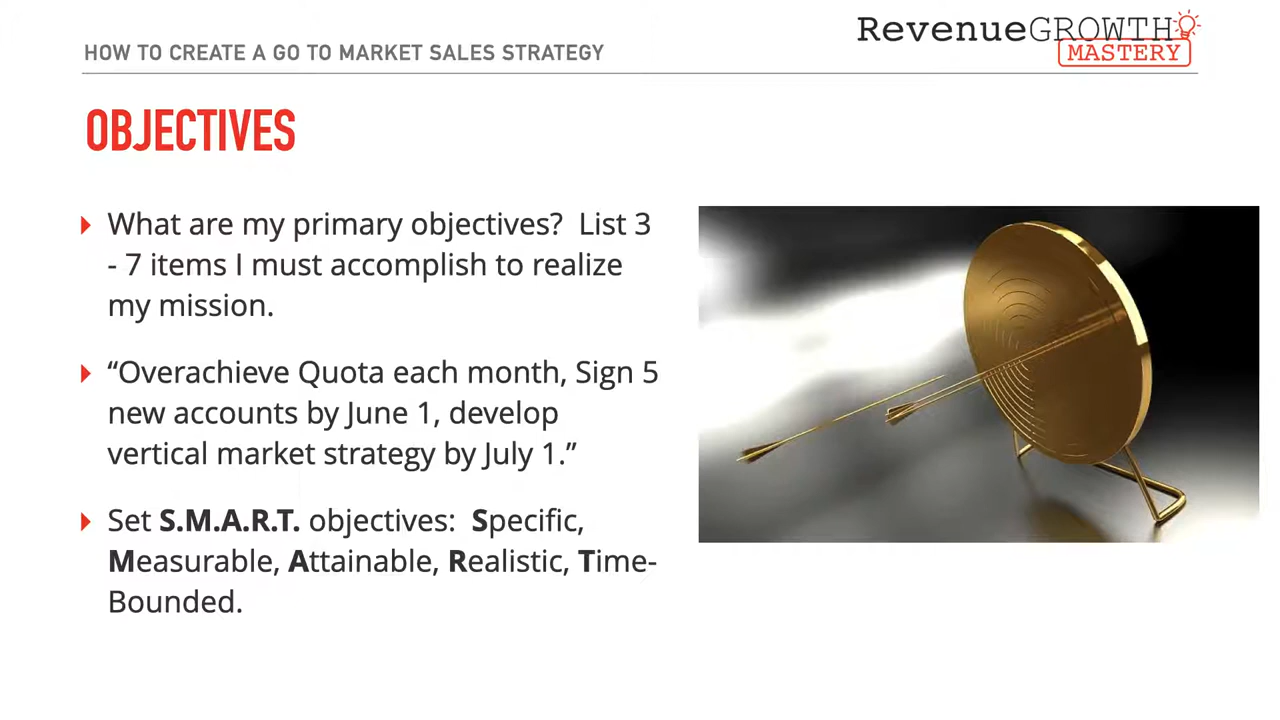 HOW TO CREATE A GO TO MARKET SALES STRATEGY
RevenueGROWTH
MASTERY
OBJECTIVES
What are my primary objectives?  List 3
- 7 items I must accomplish to realize
my mission.
“Overachieve Quota each month, Sign 5
new accounts by June 1, develop
vertical market strategy by July 1.”
Set S.M.A.R.T. objectives:  Specific,
Measurable, Attainable, Realistic, Time-
Bounded.